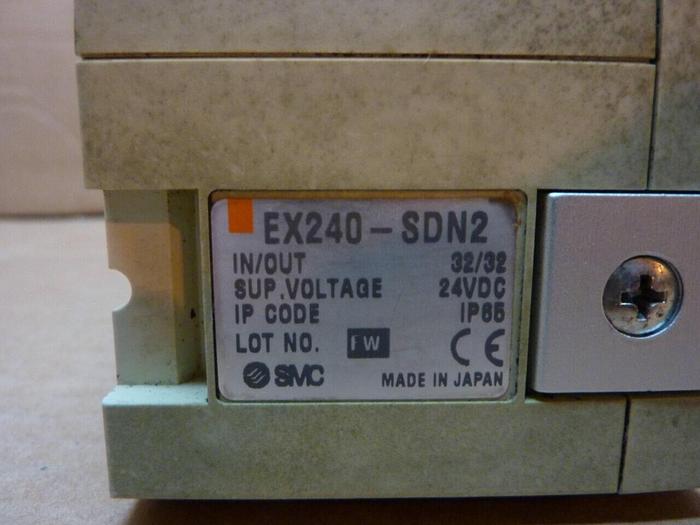 EX240-SDN2
IN/OUT 32/32
SUP.VOLTAGE 24VDC
IP CODE IP65
LOT NO. FW CE
SMC MADE IN JAPAN